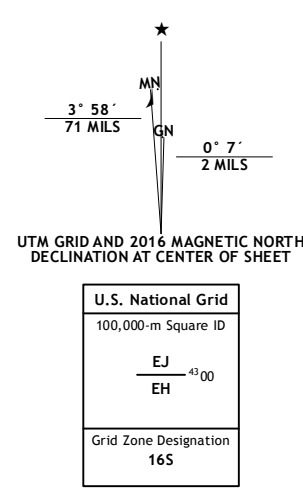 MN
3° 58´
71 MILS
GN
0° 7´
2 MILS
UTM GRID AND 2016 MAGNETIC NORTH
DECLINATION AT CENTER OF SHEET
U.S. National Grid
100,000-m Square ID
EJ
4300
EH
Grid Zone Designation
16S